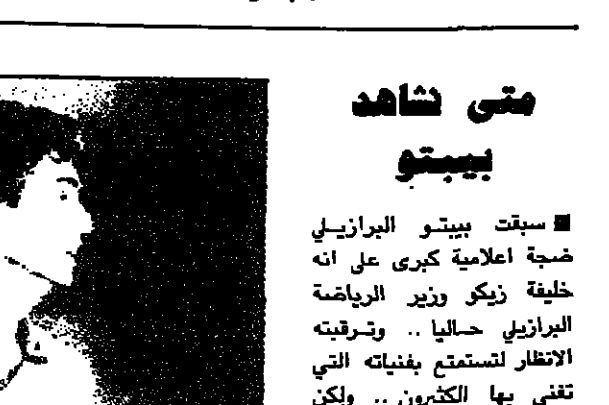 متى نشاهد
بيبتو
■ سبقت بيبتو البرازيلي
ضجة اعلامية كبرى على انه
خليفة زيكو وزير الرياضة
البرازيلي حاليا .. وترقبته
الانظار لتستمتع بفنياته التي
تغنى بها الكثيرون .. ولكن